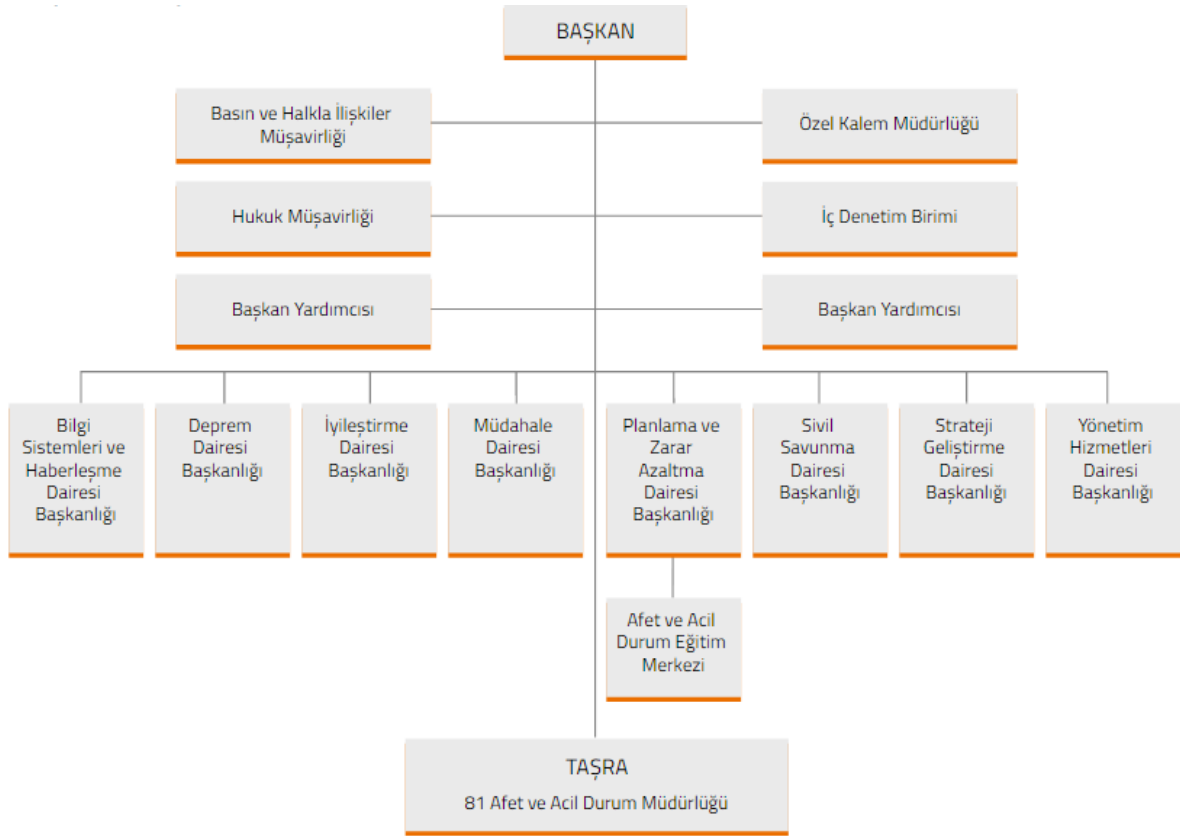 BAŞKAN
Basın ve Halkla İlişkiler
Müşavirliği
Özel Kalem Müdürlüğü
Hukuk Müşavirliği
İç Denetim Birimi
Başkan Yardımcısı
Başkan Yardımcısı
Bilgi
Sistemleri ve
Haberleşme
Dairesi
Başkanlığı
Deprem
Dairesi
Başkanlığı
İyileştirme
Dairesi
Başkanlığı
Müdahale
Dairesi
Başkanlığı
Planlama ve
Zarar
Azaltma
Dairesi
Başkanlığı
Sivil
Savunma
Dairesi
Başkanlığı
Strateji
Geliştirme
Dairesi
Başkanlığı
Yönetim
Hizmetleri
Dairesi
Başkanlığı
Afet ve Acil
Durum Eğitim
Merkezi
TAŞRA
81 Afet ve Acil Durum Müdürlüğü